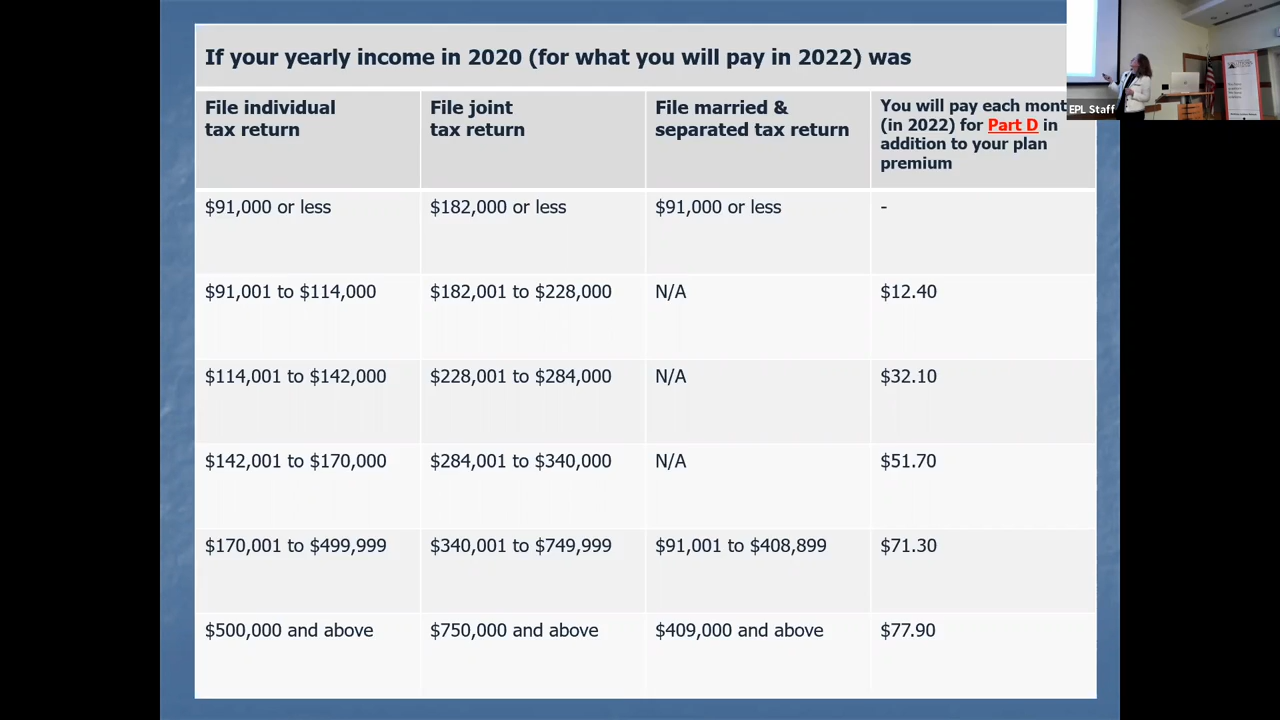 If your yearly income in 2020 (for what you will pay in 2022) was
File individual
tax return
File joint
tax return
File married &
separated tax return
You will pay each mont
(in 2022) for Part D in
addition to your plan
premium
$91,000 or less
$182,000 or less
$91,000 or less
-
$91,001 to $114,000
$182,001 to $228,000
N/A
$12.40
$114,001 to $142,000
$228,001 to $284,000
N/A
$32.10
$142,001 to $170,000
$284,001 to $340,000
N/A
$51.70
$170,001 to $499,999
$340,001 to $749,999
$91,001 to $408,899
$71.30
$500,000 and above
$750,000 and above
$409,000 and above
$77.90
EPL Staff